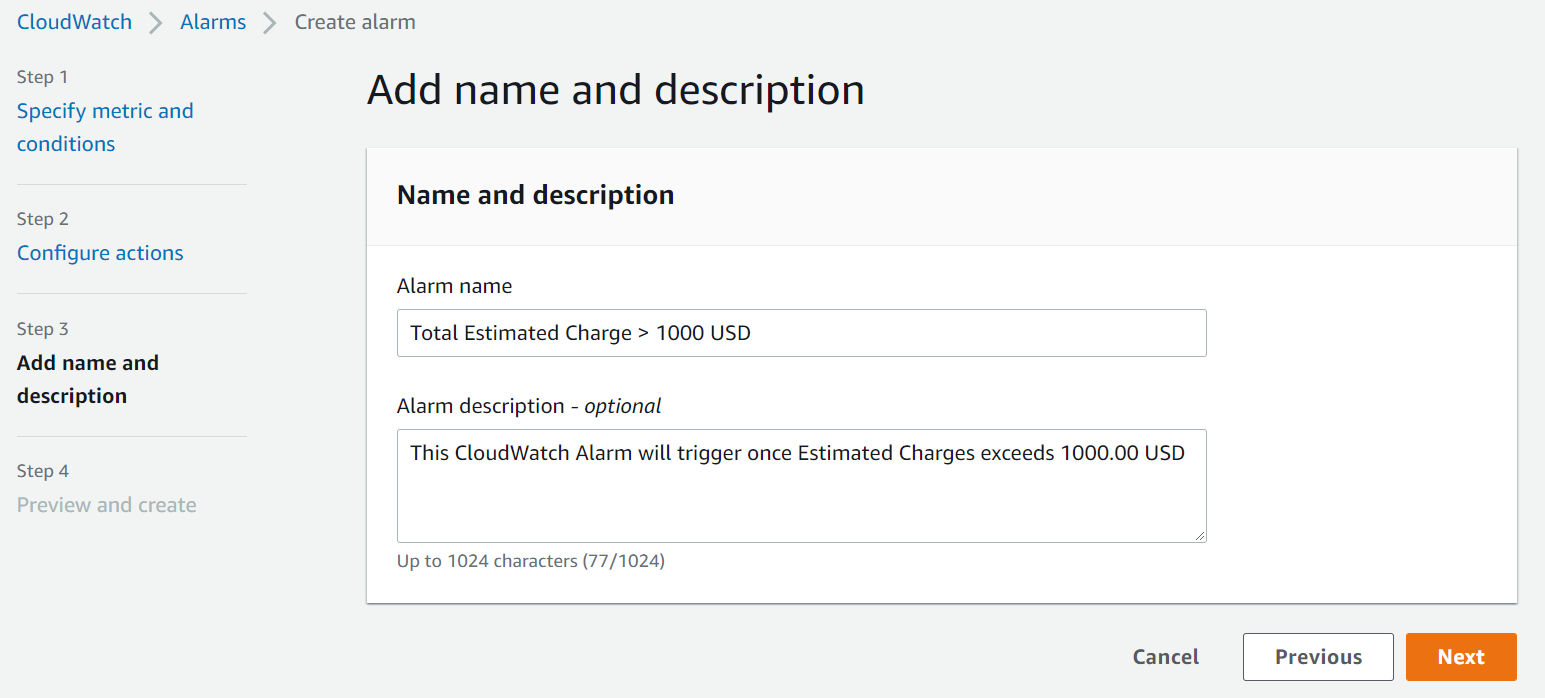 CloudWatch > Alarms > Create alarm
Step 1
Specify metric and
conditions
Step 2
Configure actions
Step 3
Add name and
description
Step 4
Preview and create
Add name and description
Name and description
Alarm name
Total Estimated Charge > 1000 USD
Alarm description - optional
This CloudWatch Alarm will trigger once Estimated Charges exceeds 1000.00 USD
Up to 1024 characters (77/1024)
Cancel Previous Next